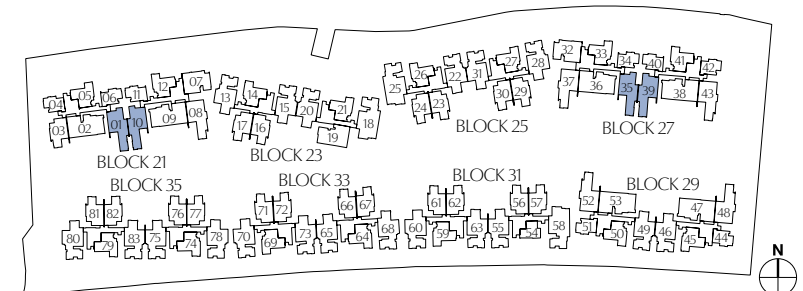 04 05 06 11 12 07
03 02 01 10 09 08
BLOCK 21
13 14 15 20 21 18
17 16 19
BLOCK 23
25 26 22 31 27 28
24 23 30 29
BLOCK 25
32 33 34 40 41 42
37 36 35 39 38 43
BLOCK 27
BLOCK 35
81 82 76 77
80 79 83 75 74 78
BLOCK 33
71 72 66 67
70 69 73 65 64 68
BLOCK 31
61 62 56 57
60 59 63 55 54 58
BLOCK 29
52 53 47 48
51 50 49 46 45 44
N